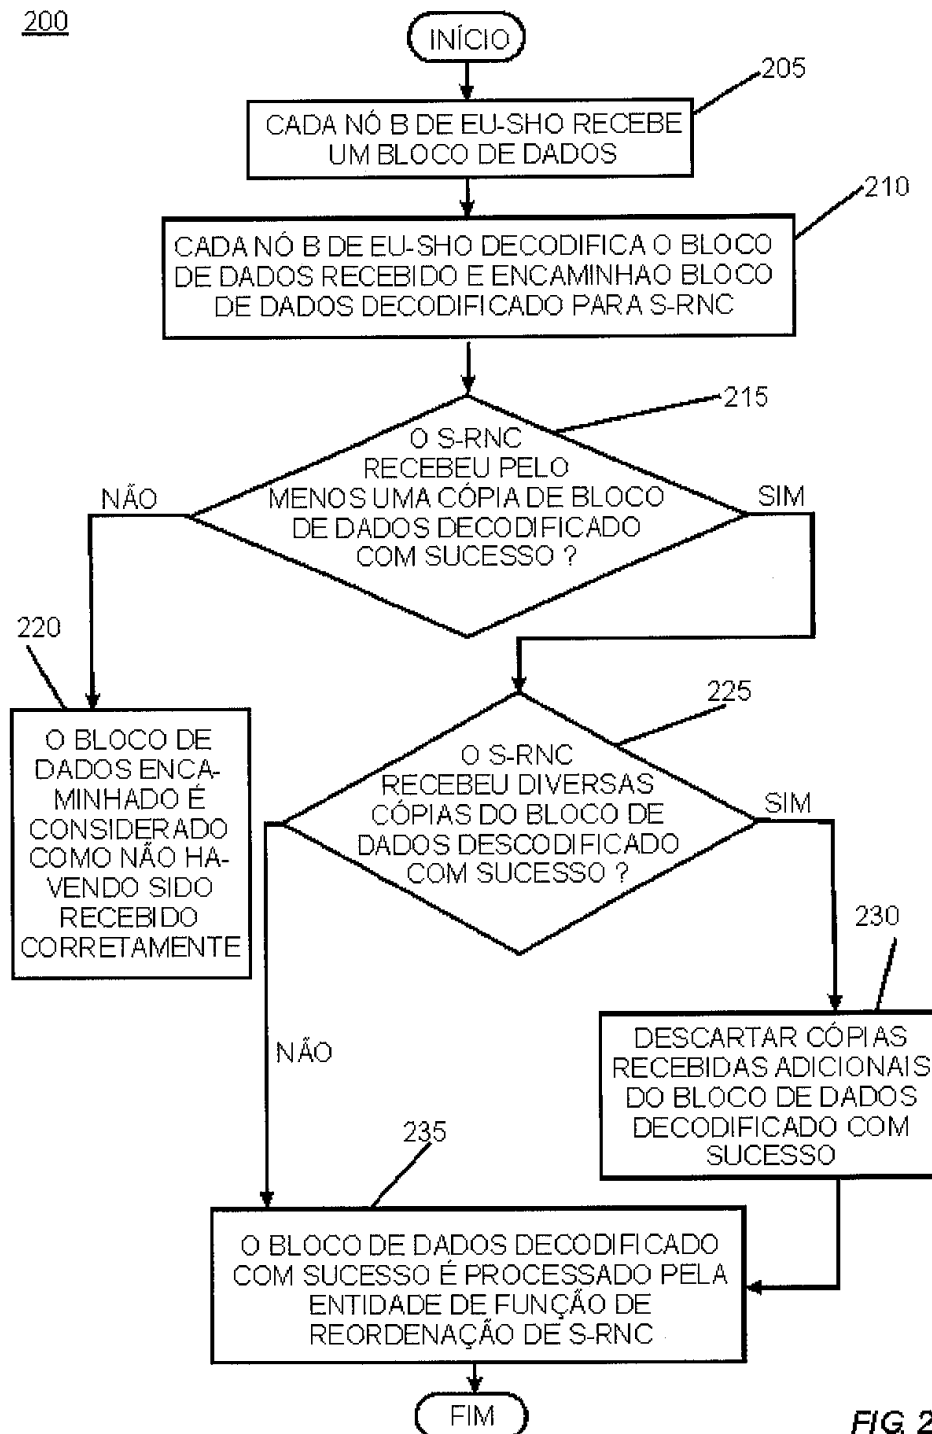 200
INÍCIO
205
CADA NÓ B DE EU-SHO RECEBE
UM BLOCO DE DADOS
210
CADA NÓ B DE EU-SHO DECODIFICA O BLOCO
DE DADOS RECEBIDO E ENCAMINHAO BLOCO
DE DADOS DECODIFICADO PARA S-RNC
215
O S-RNC
RECEBEU PELO
MENOS UMA CÓPIA DE BLOCO
DE DADOS DECODIFICADO
COM SUCESSO ?
NÃO
SIM
220
O BLOCO DE
DADOS ENCA-
MINHADO É
CONSIDERADO
COMO NÃO HA-
VENDO SIDO
RECEBIDO
CORRETAMENTE
225
O S-RNC
RECEBEU DIVERSAS
CÓPIAS DO BLOCO DE
DADOS DESCODIFICADO
COM SUCESSO ?
SIM
NÃO
230
DESCARTAR CÓPIAS
RECEBIDAS ADICIONAIS
DO BLOCO DE DADOS
DECODIFICADO COM
SUCESSO
235
O BLOCO DE DADOS DECODIFICADO
COM SUCESSO É PROCESSADO PELA
ENTIDADE DE FUNÇÃO DE
REORDENAÇÃO DE S-RNC
FIM
FIG. 2